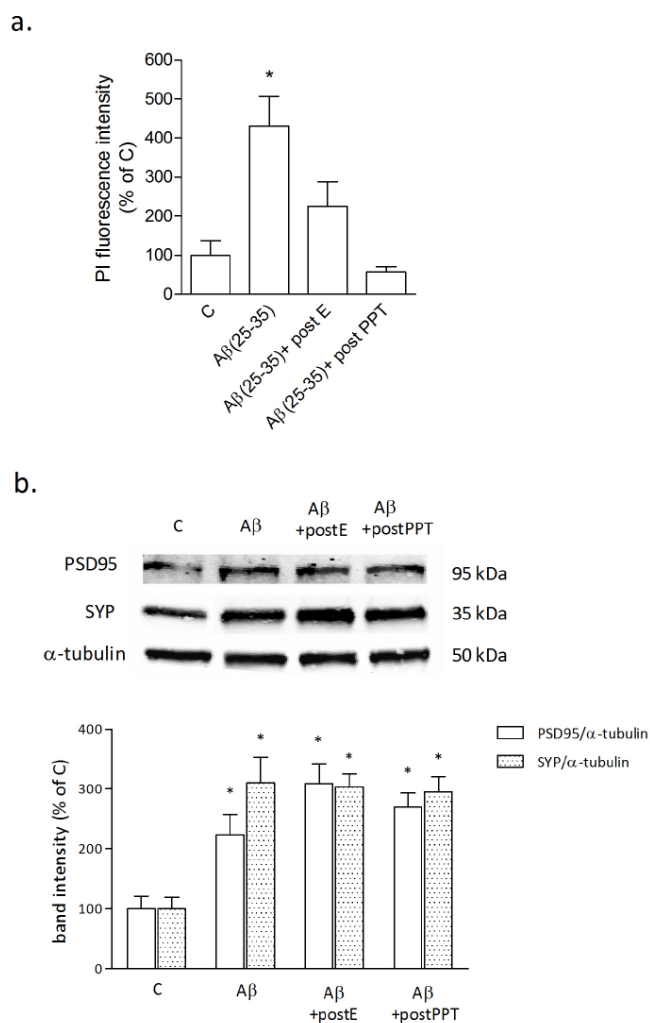 a.
PI fluorescence intensity
(% of C)
600
500
400
300
200
100
0
*
C
Aβ(25-35)
Aβ(25-35)+ post E
Aβ(25-35)+ post PPT
b.
C
Aβ
Aβ
+postE
Aβ
+postPPT
PSD95
95 kDa
SYP
35 kDa
α-tubulin
50 kDa
band intensity (% of C)
400
300
200
100
0
* * * * * *
PSD95/α-tubulin
SYP/α-tubulin
C
Aβ
Aβ
+postE
Aβ
+postPPT